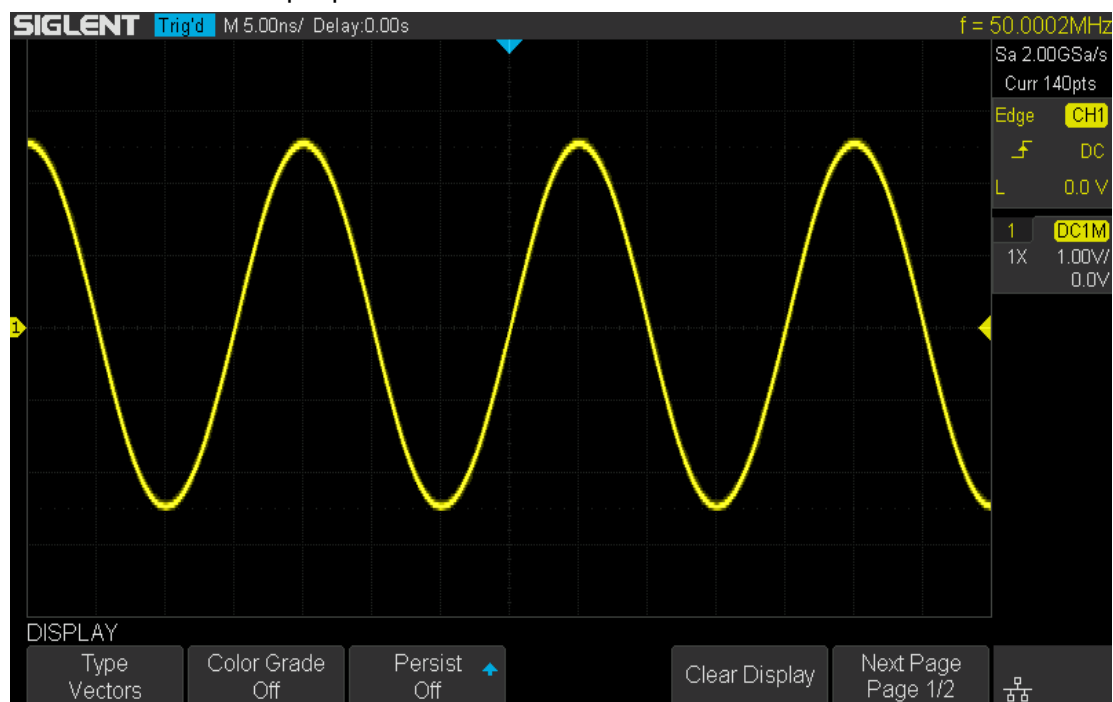 SIGLENT Trig'd M 5.00ns/ Delay:0.00s f = 50.0002MHz
Sa 2.00GSa/s
Curr 140pts
Edge CH1
DC
L 0.0 V
1 DC1M
1X 1.00V/
0.0V
1
DISPLAY
Type Color Grade Persist Clear Display Next Page
Vectors Off Off Page 1/2